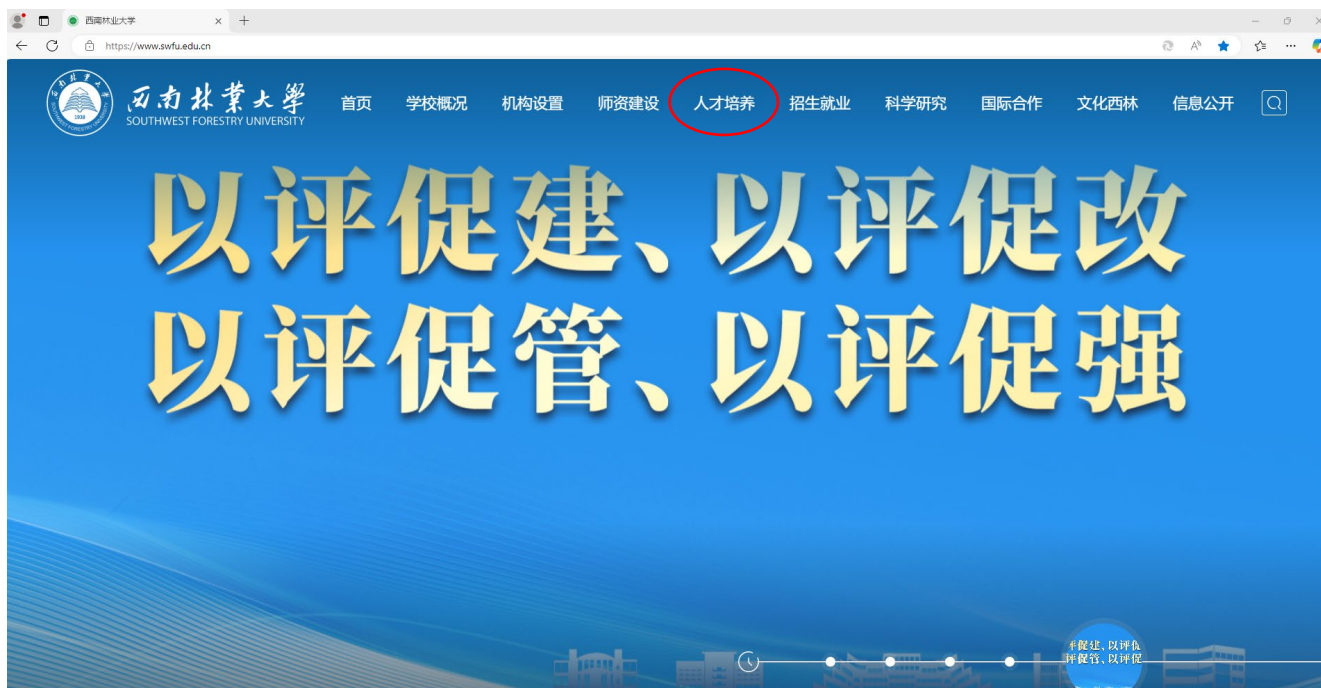 西南林业大学
https://www.swfu.edu.cn
西南林業大學
SOUTHWEST FORESTRY UNIVERSITY
1939
首页 学校概况 机构设置 师资建设 人才培养 招生就业 科学研究 国际合作 文化西林 信息公开
以评促建、以评促改
以评促管、以评促强